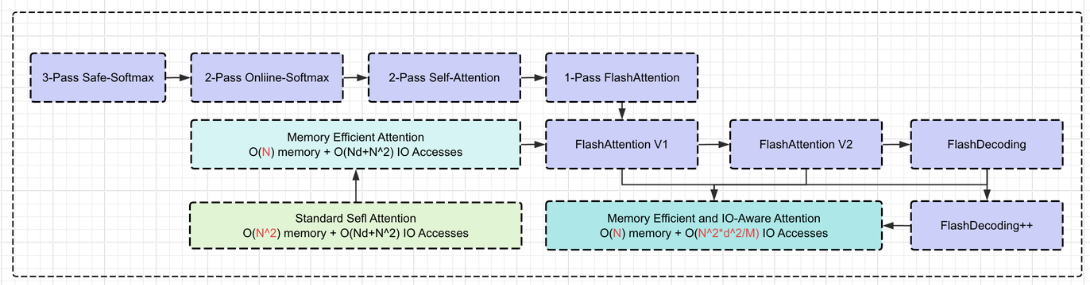 3-Pass Safe-Softmax
2-Pass Onliine-Softmax
2-Pass Self-Attention
1-Pass FlashAttention
Memory Efficient Attention
O(N) memory + O(Nd+N^2) IO Accesses
FlashAttention V1
FlashAttention V2
FlashDecoding
Standard Sefl Attention
O(N^2) memory + O(Nd+N^2) IO Accesses
Memory Efficient and IO-Aware Attention
O(N) memory + O(N^2*d^2/M) IO Accesses
FlashDecoding++